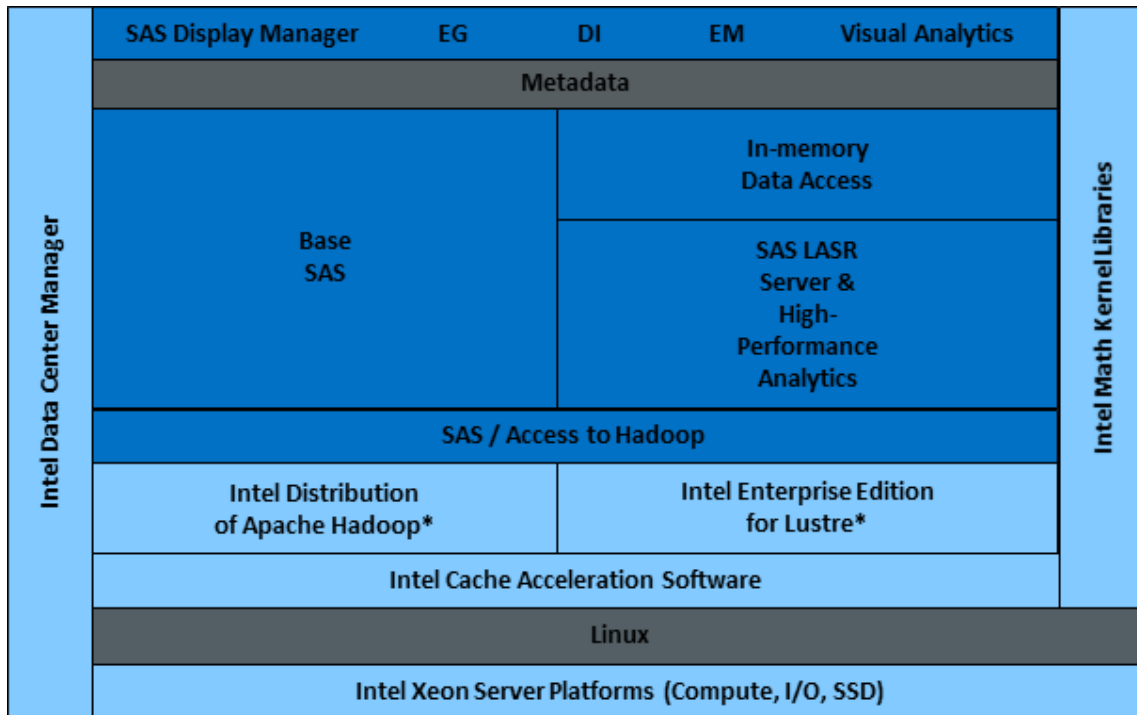 SAS Display Manager EG DI EM Visual Analytics
Metadata
Intel Data Center Manager
Base
SAS
In-memory
Data Access
SAS LASR
Server &
High-
Performance
Analytics
Intel Math Kernel Libraries
SAS / Access to Hadoop
Intel Distribution
of Apache Hadoop*
Intel Enterprise Edition
for Lustre*
Intel Cache Acceleration Software
Linux
Intel Xeon Server Platforms (Compute, I/O, SSD)